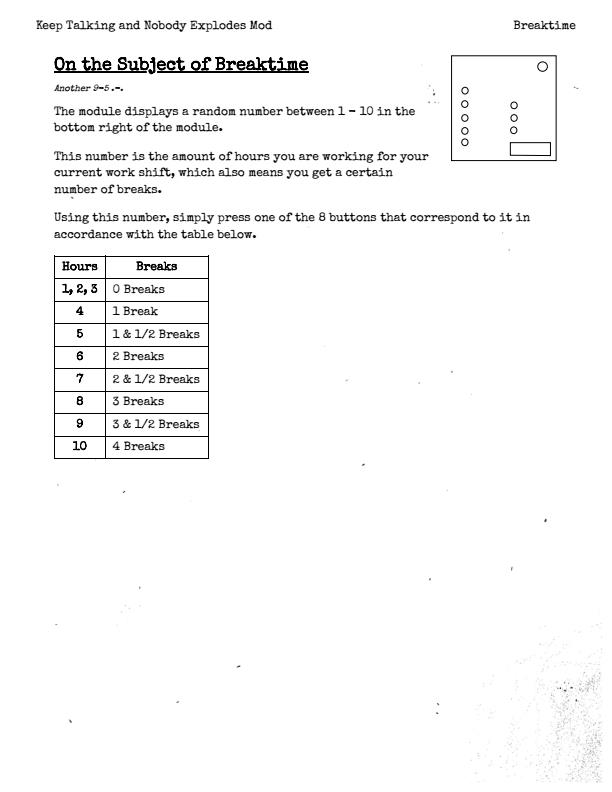 Keep Talking and Nobody Explodes Mod Breaktime
On the Subject of Breaktime
Another 9-5.-.
The module displays a random number between 1 - 10 in the
bottom right of the module.
This number is the amount of hours you are working for your
current work shift, which also means you get a certain
number of breaks.
Using this number, simply press one of the 8 buttons that correspond to it in
accordance with the table below.
Hours Breaks
1, 2, 3 0 Breaks
4 1 Break
5 1 & 1/2 Breaks
6 2 Breaks
7 2 & 1/2 Breaks
8 3 Breaks
9 3 & 1/2 Breaks
10 4 Breaks